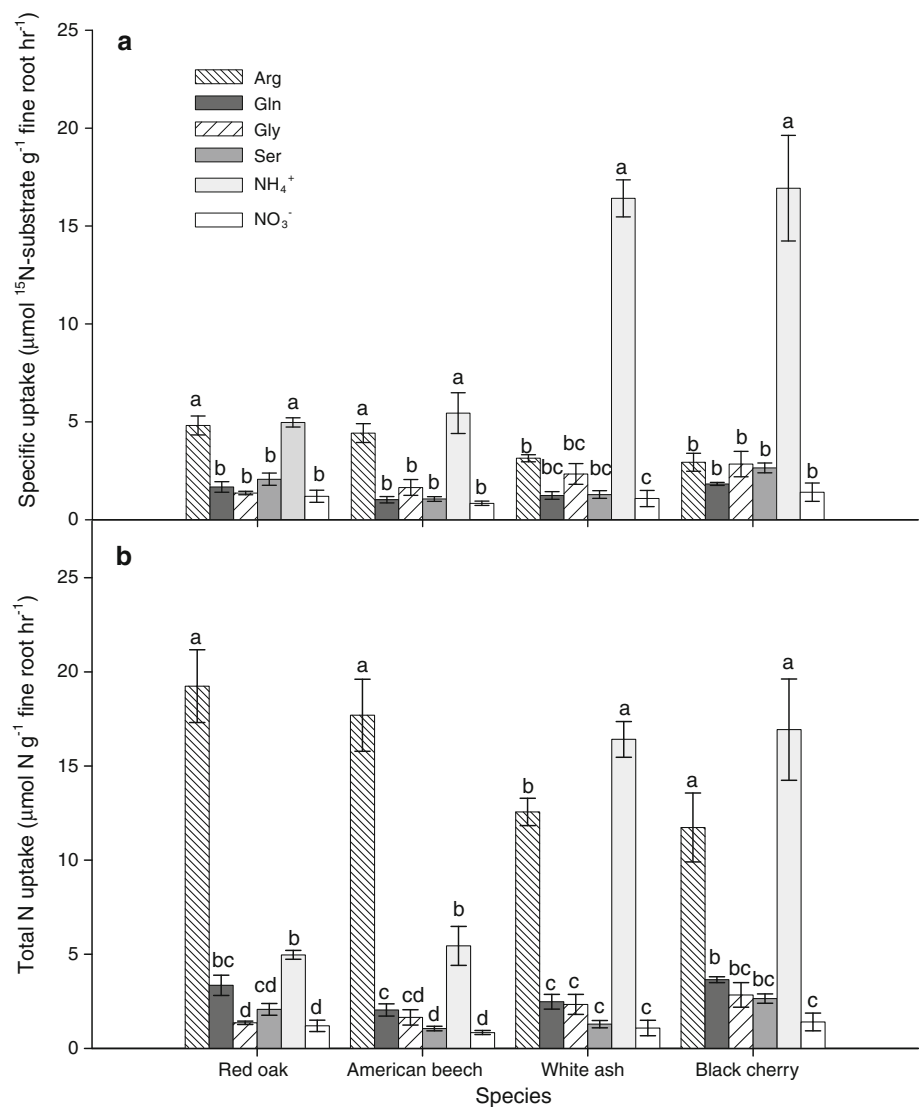 a
25
20
15
10
5
0
Specific uptake (µmol ¹⁵N-substrate g⁻¹ fine root hr⁻¹)
Arg
Gln
Gly
Ser
NH₄⁺
NO₃⁻
a b b b a b
a b b b a b
b bc bc bc a c
b b b b a b
b
25
20
15
10
5
0
Total N uptake (µmol N g⁻¹ fine root hr⁻¹)
a bc d cd b d
a c cd d b d
b c c c a c
a b bc bc a c
Red oak American beech White ash Black cherry
Species